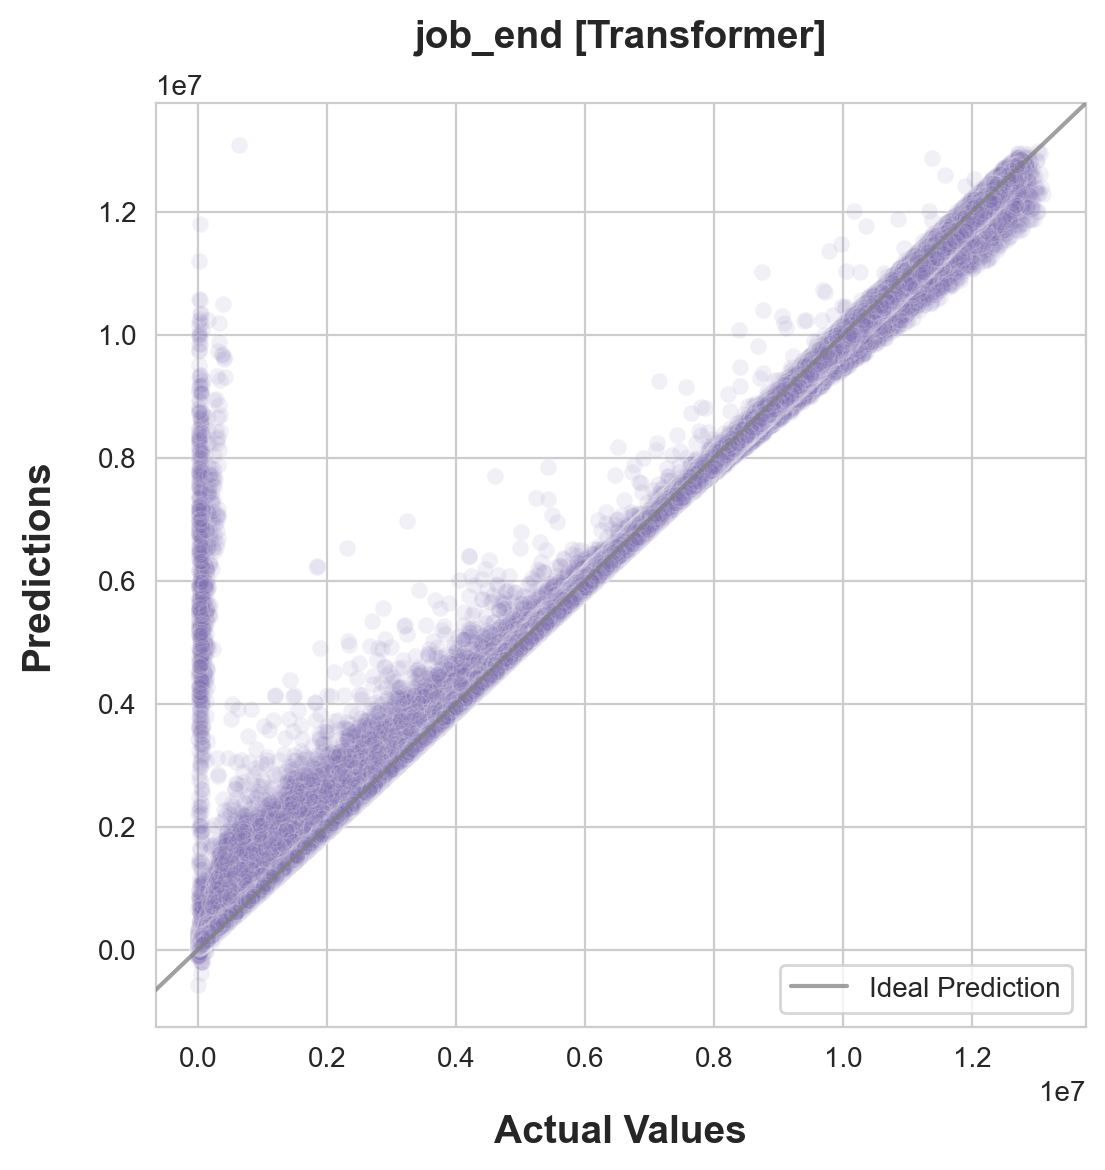 job_end [Transformer]
1e7
1.2
1.0
0.8
0.6
0.4
0.2
0.0
Predictions
Ideal Prediction
0.0 0.2 0.4 0.6 0.8 1.0 1.2
1e7
Actual Values